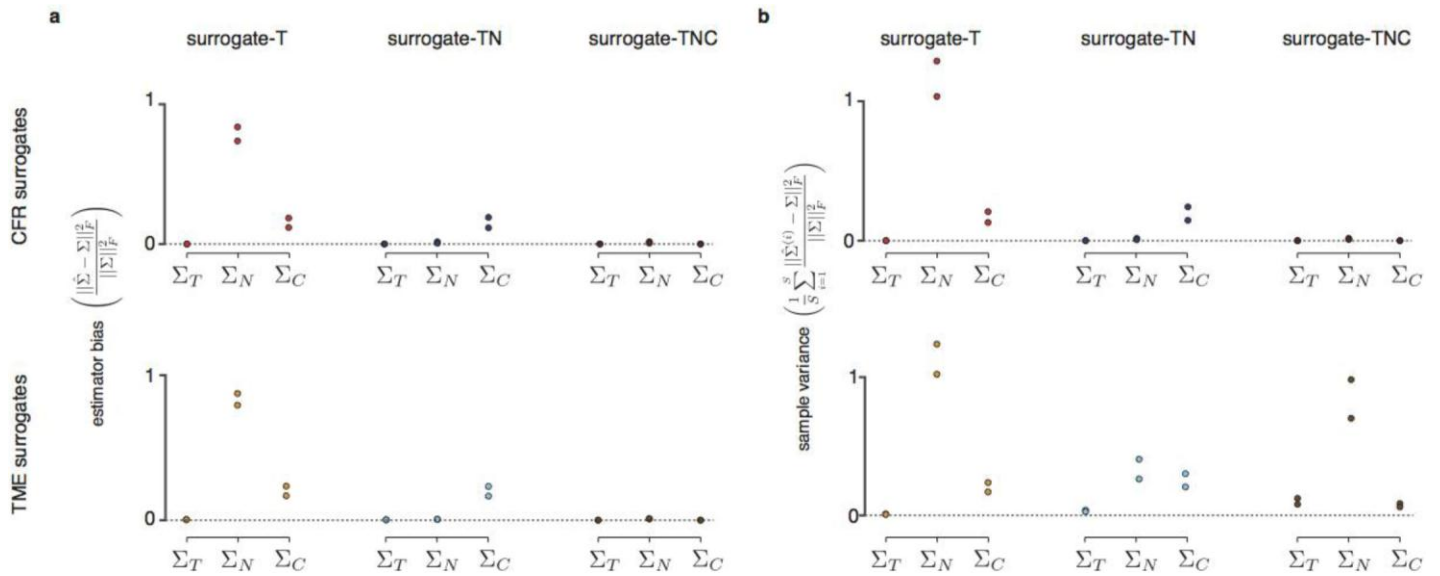 a
surrogate-T surrogate-TN surrogate-TNC
CFR surrogates
1
0
Σ_T Σ_N Σ_C Σ_T Σ_N Σ_C Σ_T Σ_N Σ_C
estimator bias (||Σ̂ − Σ||²_F / ||Σ||²_F)
TME surrogates
1
0
Σ_T Σ_N Σ_C Σ_T Σ_N Σ_C Σ_T Σ_N Σ_C
b
surrogate-T surrogate-TN surrogate-TNC
1
0
Σ_T Σ_N Σ_C Σ_T Σ_N Σ_C Σ_T Σ_N Σ_C
sample variance (1/S ∑_{i=1}^S ||Σ̂^(i) − Σ||²_F / ||Σ||²_F)
1
0
Σ_T Σ_N Σ_C Σ_T Σ_N Σ_C Σ_T Σ_N Σ_C